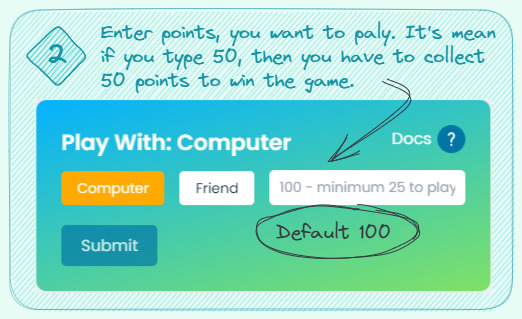 2
Enter points, you want to paly. It's mean
if you type 50, then you have to collect
50 points to win the game.
Play With: Computer
Docs ?
Computer Friend 100 - minimum 25 to play
Default 100
Submit